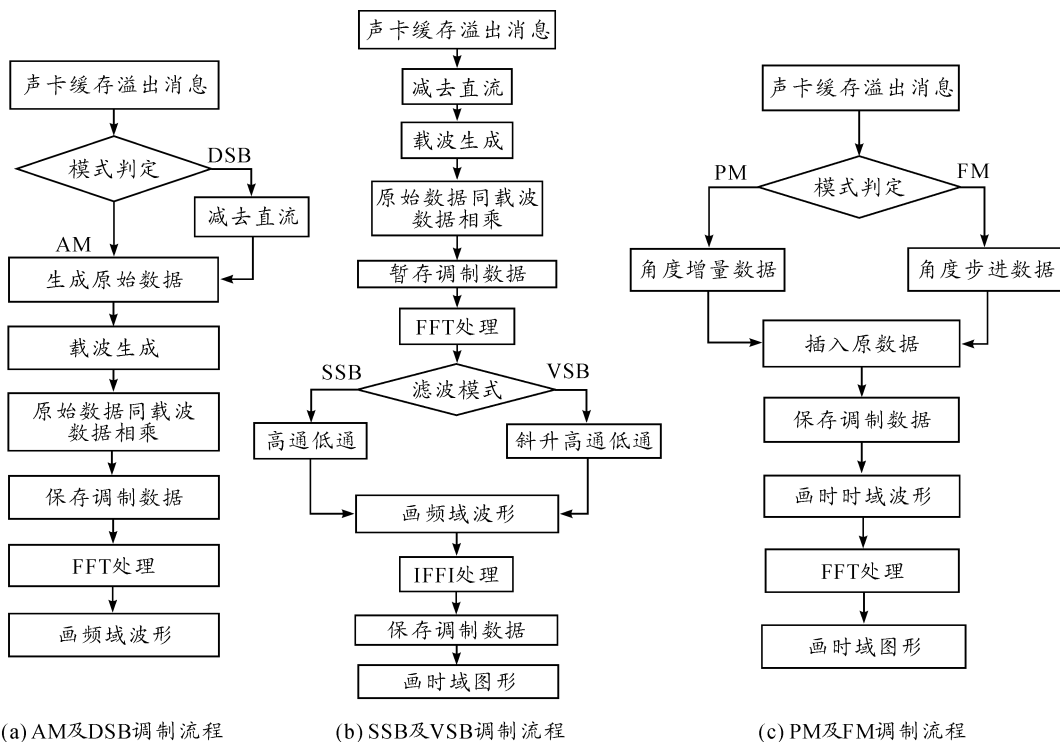 声卡缓存溢出消息
模式判定
DSB
减去直流
AM
生成原始数据
载波生成
原始数据同载波
数据相乘
保存调制数据
FFT处理
画频域波形
(a) AM及DSB调制流程
声卡缓存溢出消息
减去直流
载波生成
原始数据同载波
数据相乘
暂存调制数据
FFT处理
滤波模式
SSB
VSB
高通低通
斜升高通低通
画频域波形
IFFI处理
保存调制数据
画时域图形
(b) SSB及VSB调制流程
声卡缓存溢出消息
模式判定
PM
FM
角度增量数据
角度步进数据
插入原数据
保存调制数据
画时时域波形
FFT处理
画时域图形
(c) PM及FM调制流程